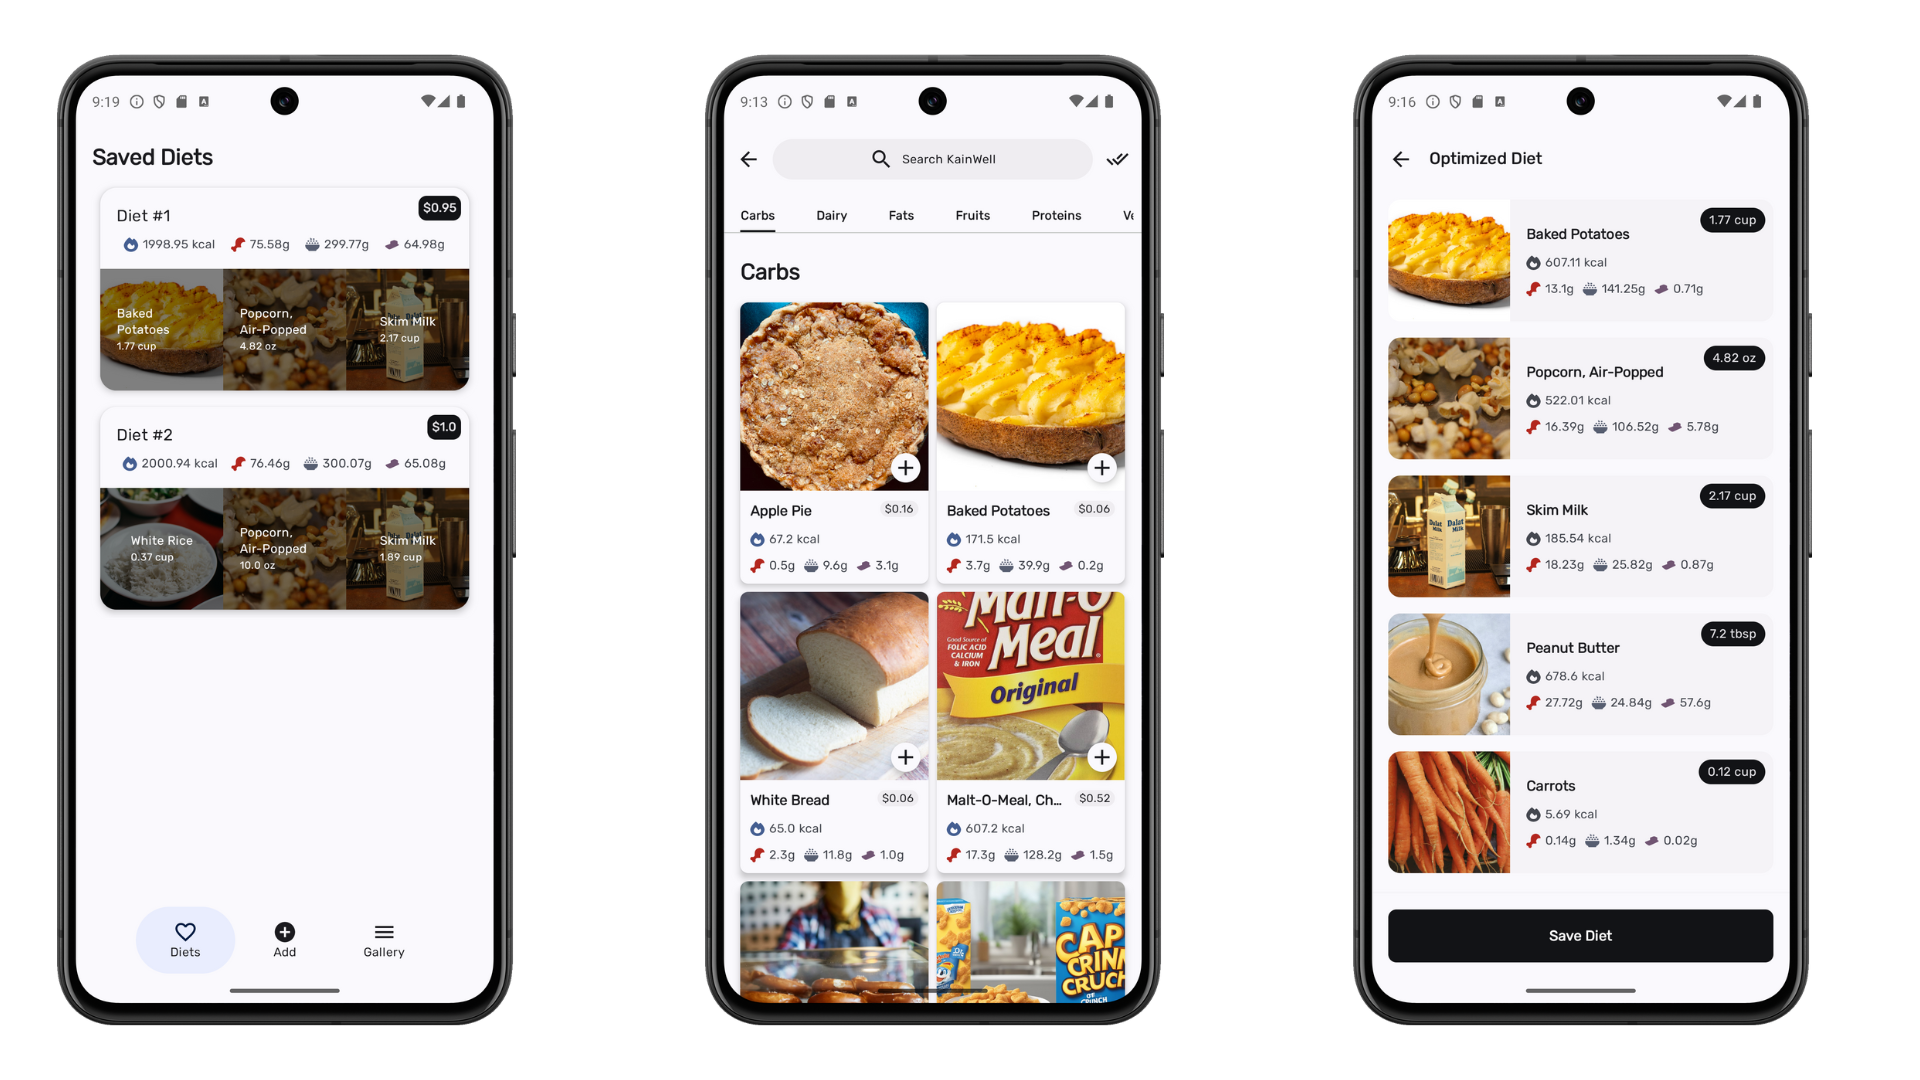 9:19
Saved Diets
Diet #1
$0.95
1998.95 kcal 75.58g 299.77g 64.98g
Baked
Potatoes
1.77 cup
Popcorn,
Air-Popped
4.82 oz
Skim Milk
2.17 cup
Diet #2
$1.0
2000.94 kcal 76.46g 300.07g 65.08g
White Rice
0.37 cup
Popcorn,
Air-Popped
10.0 oz
Skim Milk
1.89 cup
Diets
Add
Gallery
9:13
Search KainWell
Carbs Dairy Fats Fruits Proteins Ve
Carbs
Apple Pie $0.16
67.2 kcal
0.5g 9.6g 3.1g
Baked Potatoes $0.06
171.5 kcal
3.7g 39.9g 0.2g
Malt-O
Meal
Good Source of
FOLIC ACID
CALCIUM
& IRON
Original
White Bread $0.06
65.0 kcal
2.3g 11.8g 1.0g
Malt-O-Meal, Ch... $0.52
607.2 kcal
17.3g 128.2g 1.5g
CAP
CRUNCH
9:16
Optimized Diet
Baked Potatoes
1.77 cup
607.11 kcal
13.1g 141.25g 0.71g
Popcorn, Air-Popped
4.82 oz
522.01 kcal
16.39g 106.52g 5.78g
Dalat
Milk
Dalat
Milk
Skim Milk
2.17 cup
185.54 kcal
18.23g 25.82g 0.87g
Peanut Butter
7.2 tbsp
678.6 kcal
27.72g 24.84g 57.6g
Carrots
0.12 cup
5.69 kcal
0.14g 1.34g 0.02g
Save Diet